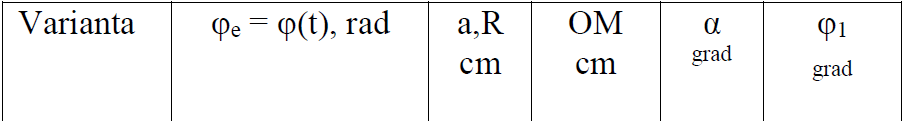 Varianta φₑ = φ(t), rad a,R OM α φ₁
cm cm grad grad